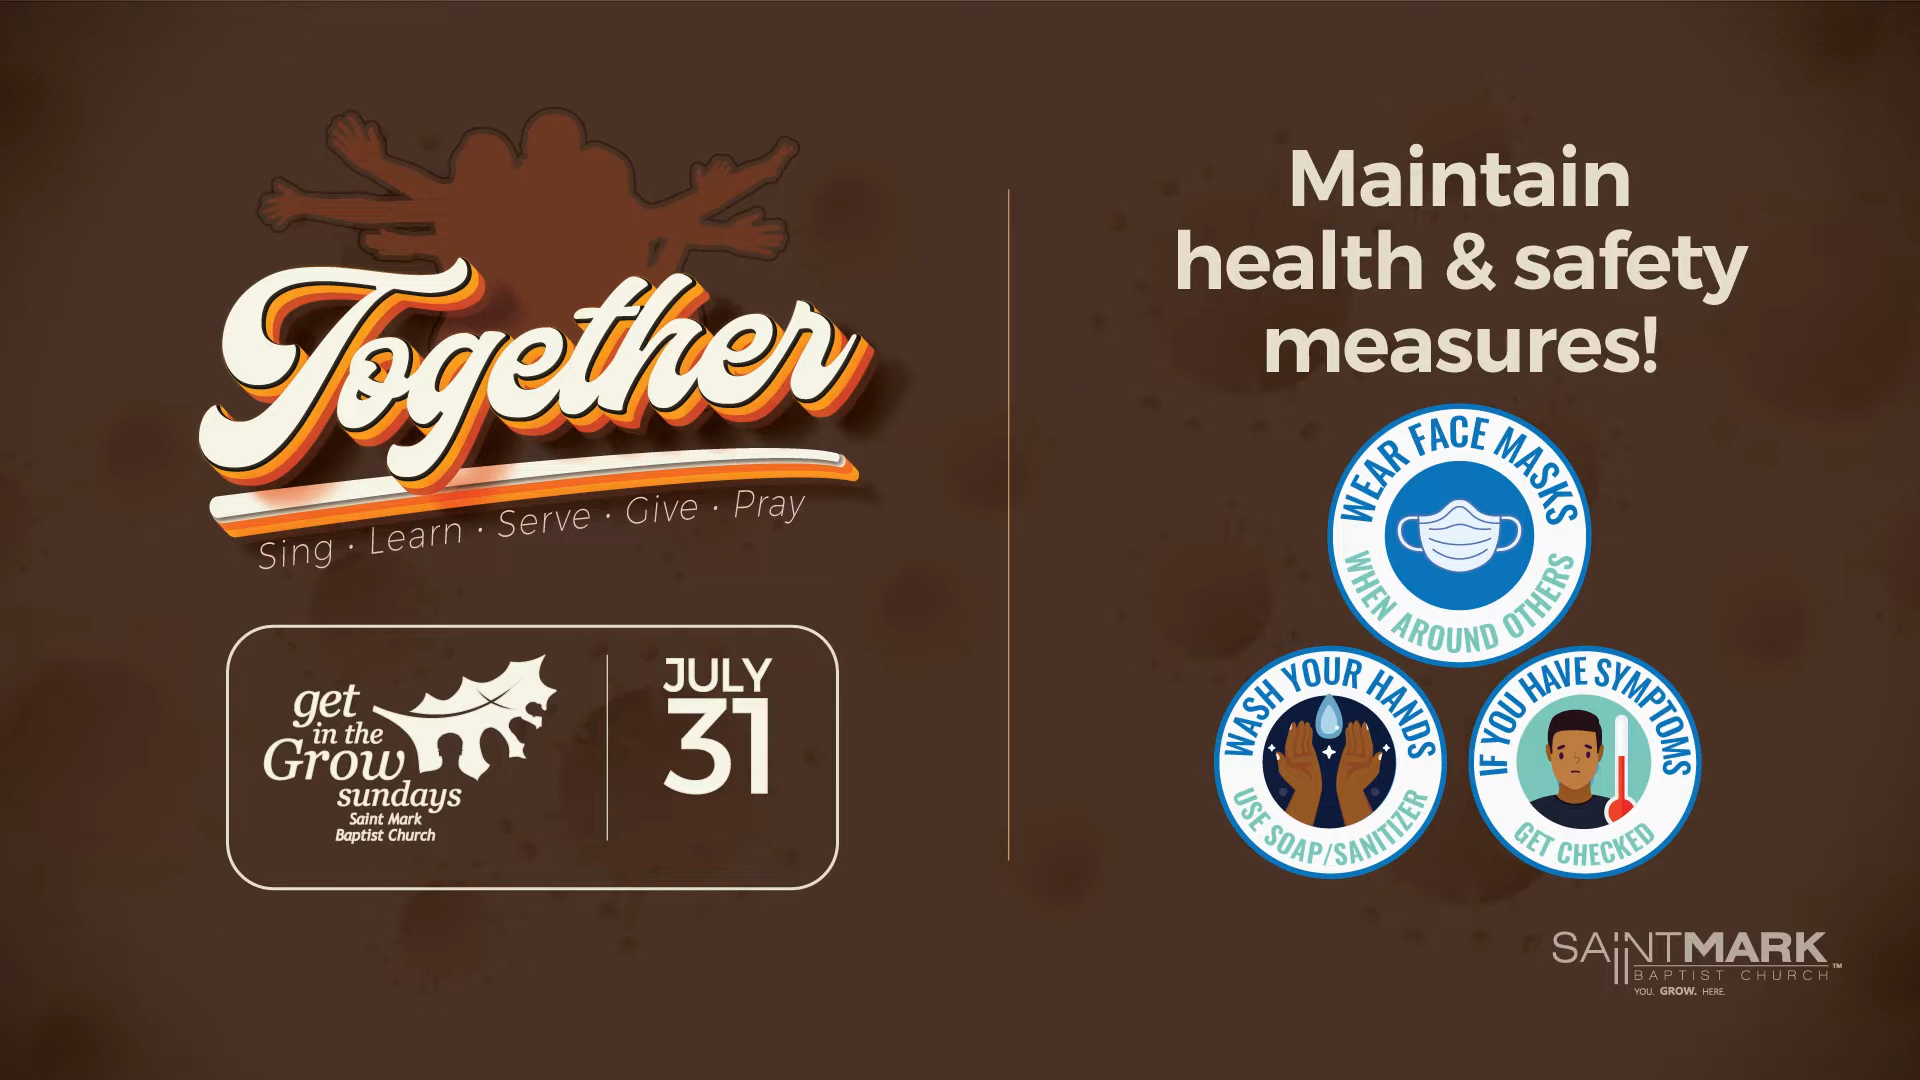 Together
Sing · Learn · Serve · Give · Pray
get
in the
Grow
sundays
Saint Mark
Baptist Church
JULY
31
Maintain
health & safety
measures!
WEAR FACE MASKS
WHEN AROUND OTHERS
WASH YOUR HANDS
USE SOAP/SANITIZER
IF YOU HAVE SYMPTOMS
GET CHECKED
SAINTMARK™
BAPTIST CHURCH
YOU. GROW. HERE.